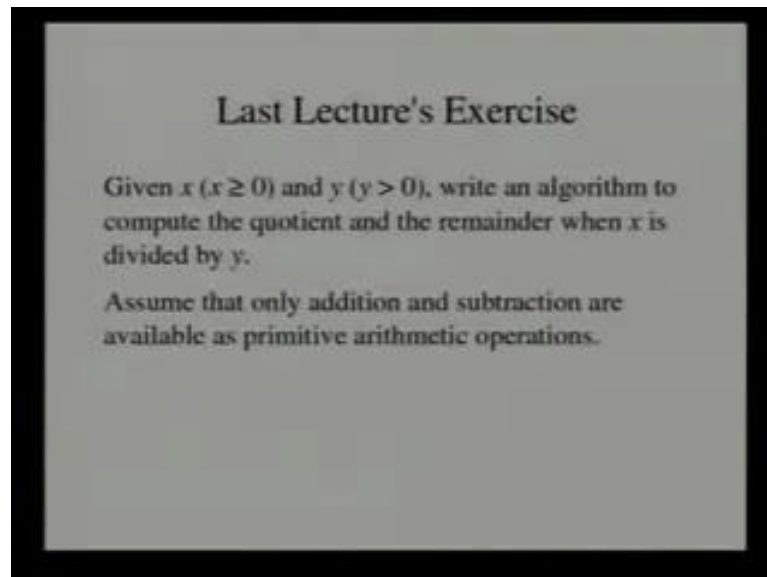 Last Lecture's Exercise
Given x (x ≥ 0) and y (y > 0), write an algorithm to
compute the quotient and the remainder when x is
divided by y.
Assume that only addition and subtraction are
available as primitive arithmetic operations.